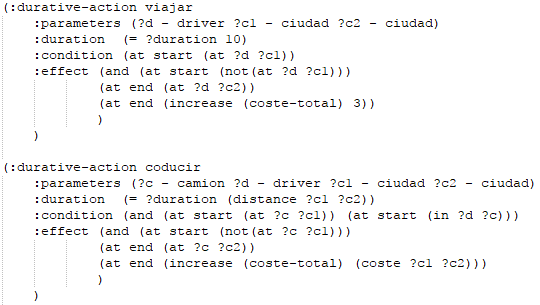 (:durative-action viajar
:parameters (?d - driver ?c1 - ciudad ?c2 - ciudad)
:duration (= ?duration 10)
:condition (at start (at ?d ?c1))
:effect (and (at start (not(at ?d ?c1)))
(at end (at ?d ?c2))
(at end (increase (coste-total) 3))
)
)
(:durative-action coducir
:parameters (?c - camion ?d - driver ?c1 - ciudad ?c2 - ciudad)
:duration (= ?duration (distance ?c1 ?c2))
:condition (and (at start (at ?c ?c1)) (at start (in ?d ?c)))
:effect (and (at start (not(at ?c ?c1)))
(at end (at ?c ?c2))
(at end (increase (coste-total) (coste ?c1 ?c2)))
)
)